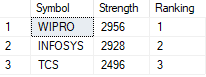 Symbol Strength Ranking
1 WIPRO 2956 1
2 INFOSYS 2928 2
3 TCS 2496 3